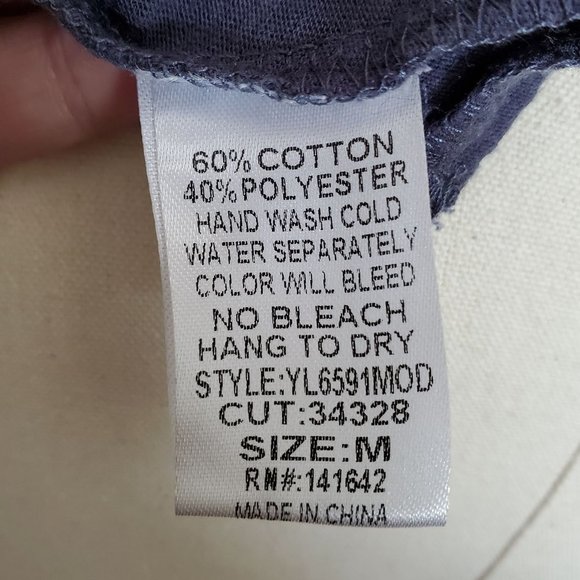 60% COTTON
40% POLYESTER
HAND WASH COLD
WATER SEPARATELY
COLOR WILL BLEED
NO BLEACH
HANG TO DRY
STYLE:YL6591MOD
CUT:34328
SIZE:M
RN#:141642
MADE IN CHINA